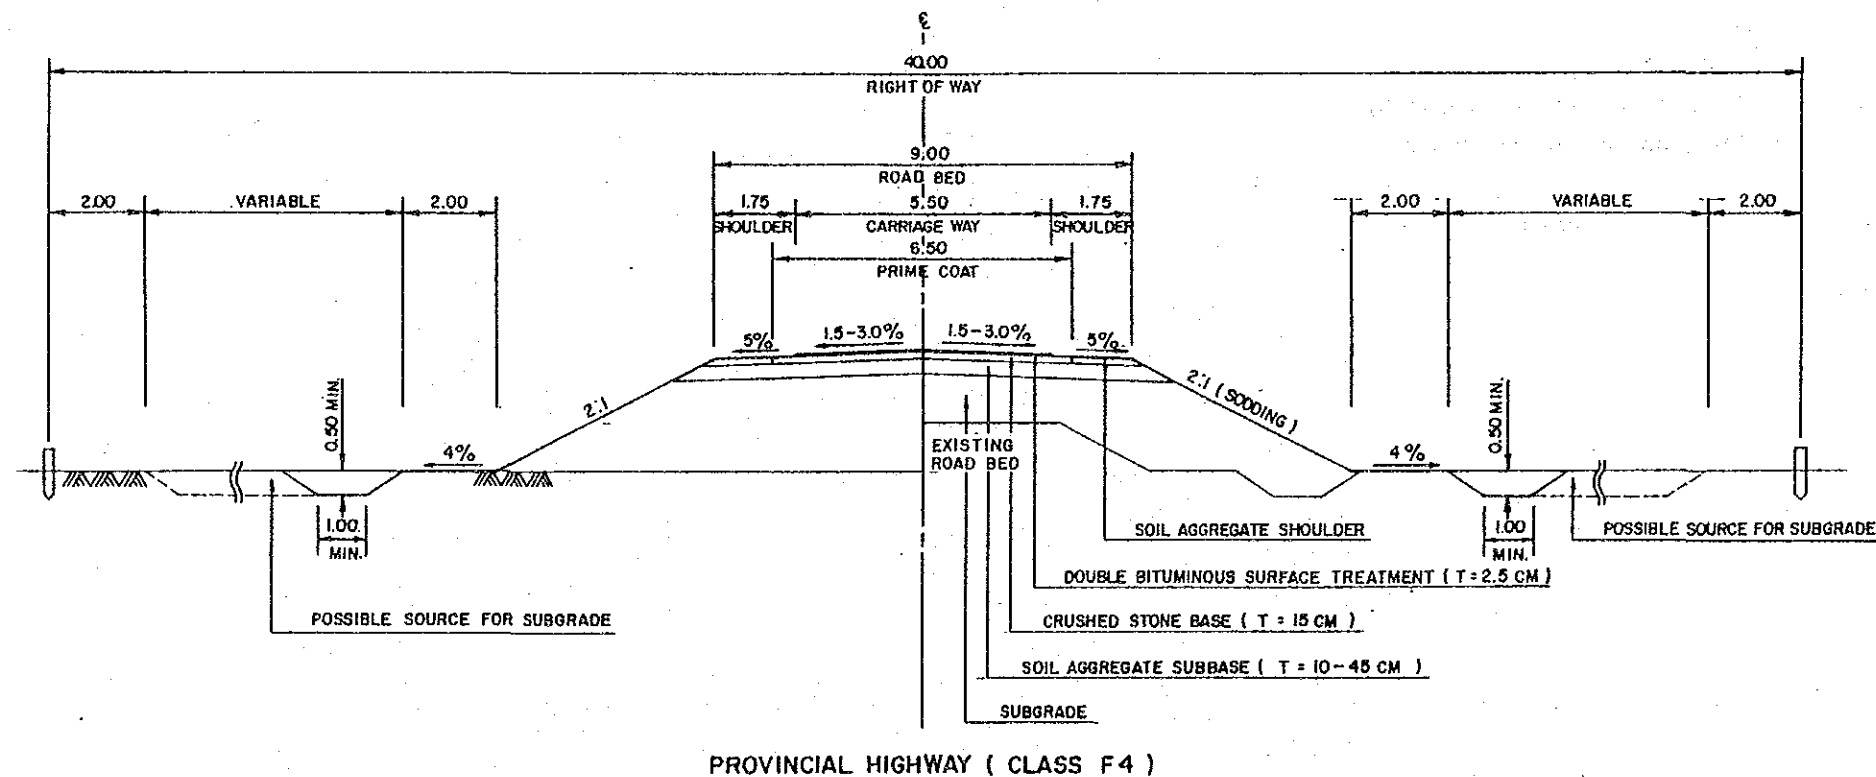 ℄
40.00
RIGHT OF WAY
9.00
ROAD BED
2.00 VARIABLE 2.00 1.75 5.50 1.75 2.00 VARIABLE 2.00
SHOULDER CARRIAGE WAY SHOULDER
6.50
PRIME COAT
5% 1.5-3.0% 1.5-3.0% 5%
2:1 2:1 ( SODDING )
0.50 MIN. 0.50 MIN.
4% EXISTING 4%
ROAD BED
1.00 SOIL AGGREGATE SHOULDER 1.00 POSSIBLE SOURCE FOR SUBGRADE
MIN. MIN.
DOUBLE BITUMINOUS SURFACE TREATMENT ( T = 2.5 CM )
POSSIBLE SOURCE FOR SUBGRADE CRUSHED STONE BASE ( T = 15 CM )
SOIL AGGREGATE SUBBASE ( T = 10-45 CM )
SUBGRADE
PROVINCIAL HIGHWAY ( CLASS F4 )